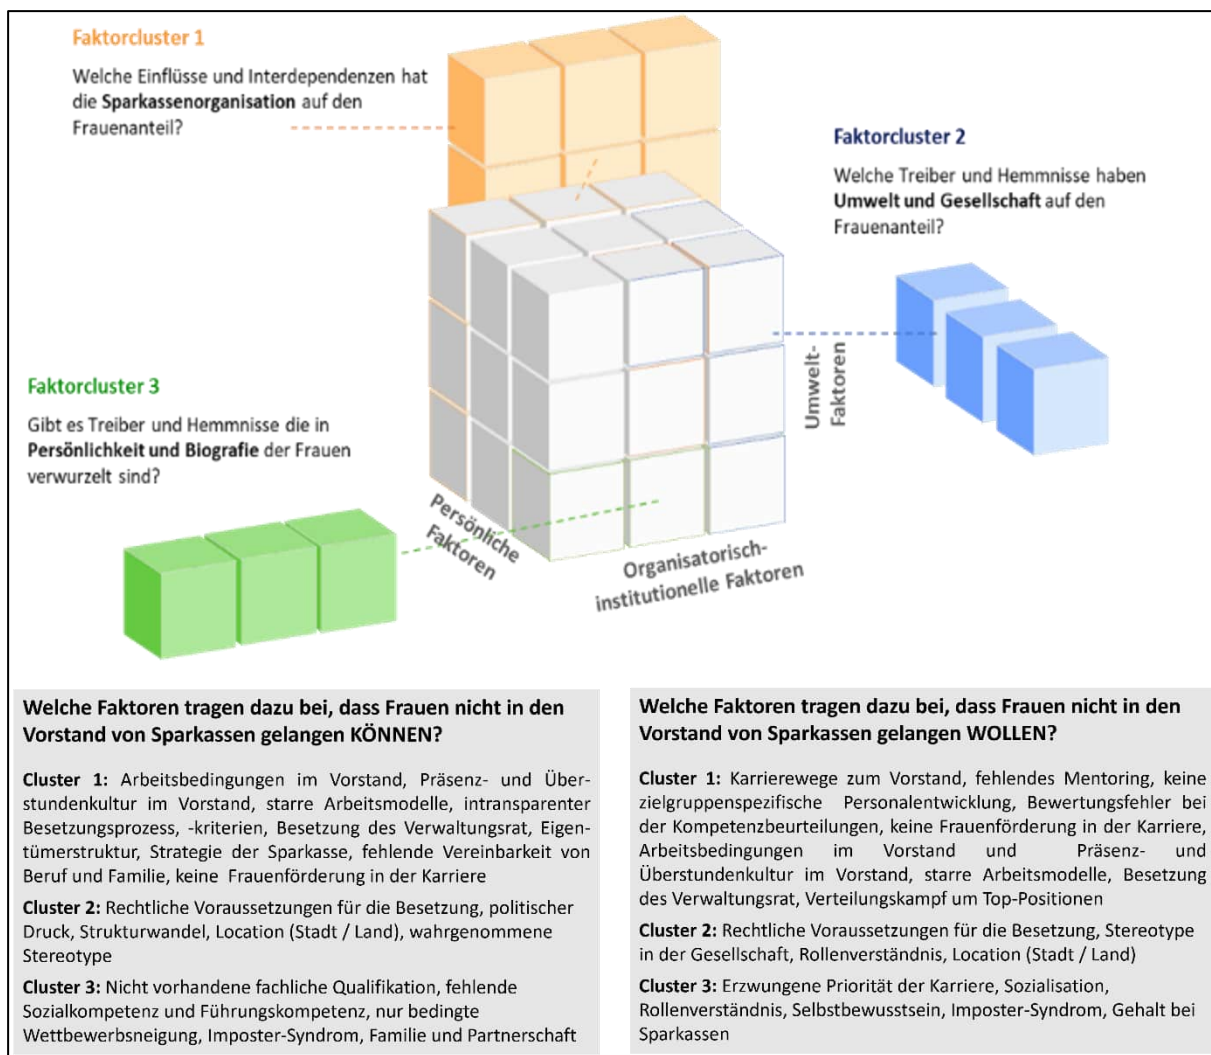 Faktorcluster 1
Welche Einflüsse und Interdependenzen hat
die Sparkassenorganisation auf den
Frauenanteil?
Faktorcluster 2
Welche Treiber und Hemmnisse haben
Umwelt und Gesellschaft auf den
Frauenanteil?
Faktorcluster 3
Gibt es Treiber und Hemmnisse die in
Persönlichkeit und Biografie der Frauen
verwurzelt sind?
Umwelt-
Faktoren
Persönliche
Faktoren
Organisatorisch-
institutionelle Faktoren
Welche Faktoren tragen dazu bei, dass Frauen nicht in den
Vorstand von Sparkassen gelangen KÖNNEN?
Cluster 1: Arbeitsbedingungen im Vorstand, Präsenz- und Über-
stundenkultur im Vorstand, starre Arbeitsmodelle, intransparenter
Besetzungsprozess, -kriterien, Besetzung des Verwaltungsrat, Eigen-
tümerstruktur, Strategie der Sparkasse, fehlende Vereinbarkeit von
Beruf und Familie, keine Frauenförderung in der Karriere
Cluster 2: Rechtliche Voraussetzungen für die Besetzung, politischer
Druck, Strukturwandel, Location (Stadt / Land), wahrgenommene
Stereotype
Cluster 3: Nicht vorhandene fachliche Qualifikation, fehlende
Sozialkompetenz und Führungskompetenz, nur bedingte
Wettbewerbsneigung, Imposter-Syndrom, Familie und Partnerschaft
Welche Faktoren tragen dazu bei, dass Frauen nicht in den
Vorstand von Sparkassen gelangen WOLLEN?
Cluster 1: Karrierewege zum Vorstand, fehlendes Mentoring, keine
zielgruppenspezifische Personalentwicklung, Bewertungsfehler bei
der Kompetenzbeurteilungen, keine Frauenförderung in der Karriere,
Arbeitsbedingungen im Vorstand und Präsenz- und
Überstundenkultur im Vorstand, starre Arbeitsmodelle, Besetzung
des Verwaltungsrat, Verteilungskampf um Top-Positionen
Cluster 2: Rechtliche Voraussetzungen für die Besetzung, Stereotype
in der Gesellschaft, Rollenverständnis, Location (Stadt / Land)
Cluster 3: Erzwungene Priorität der Karriere, Sozialisation,
Rollenverständnis, Selbstbewusstsein, Imposter-Syndrom, Gehalt bei
Sparkassen